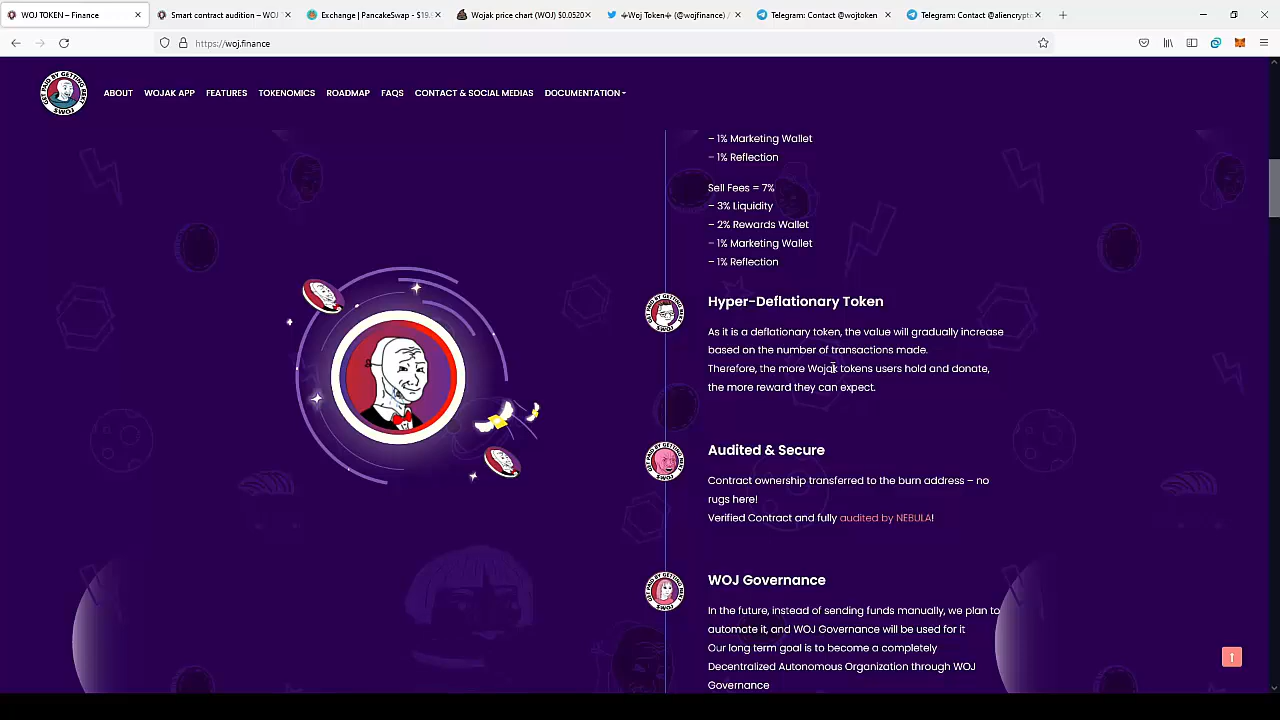 WOJ TOKEN – Finance
Smart contract audition – WOJ
Exchange | PancakeSwap - $19.
Wojak price chart (WOJ) $0.0520
Woj Token (@wojfinance) /
Telegram: Contact @wojtoken
Telegram: Contact @aliencrypt
https://woj.finance
GET PAID BY GETTING REKT
$WOJ
ABOUT
WOJAK APP
FEATURES
TOKENOMICS
ROADMAP
FAQS
CONTACT & SOCIAL MEDIAS
DOCUMENTATION
– 1% Marketing Wallet
– 1% Reflection
Sell Fees = 7%
– 3% Liquidity
– 2% Rewards Wallet
– 1% Marketing Wallet
– 1% Reflection
Hyper-Deflationary Token
As it is a deflationary token, the value will gradually increase
based on the number of transactions made.
Therefore, the more Wojak tokens users hold and donate,
the more reward they can expect.
Audited & Secure
Contract ownership transferred to the burn address – no
rugs here!
Verified Contract and fully audited by NEBULA!
WOJ Governance
In the future, instead of sending funds manually, we plan to
automate it, and WOJ Governance will be used for it
Our long term goal is to become a completely
Decentralized Autonomous Organization through WOJ
Governance